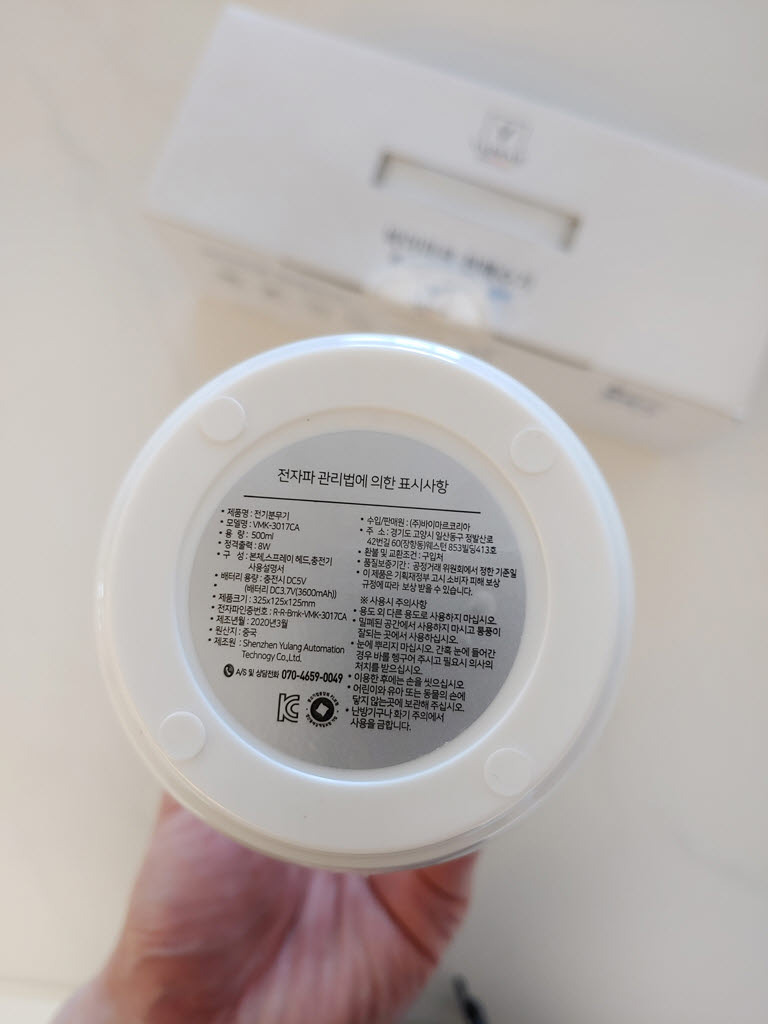 전자파 관리법에 의한 표시사항
• 제품명 : 전기분무기
• 모델명 : VMK-3017CA
• 용 량 : 500ml
• 정격출력 : 8W
• 구 성 : 본체,스프레이 헤드,충전기
사용설명서
• 배터리 용량 : 충전시 DC5V
• (배터리 DC3.7V(3600mAh))
• 제품크기 : 325x125x125mm
• 전자파인증번호 : R-R-Bmk-VMK-3017CA
• 제조년월 : 2020년3월
• 원산지 : 중국
• 제조원 : Shenzhen Yulang Automation
Technogy Co.,Ltd.
A/S 및 상담전화 070-4659-0049
• 수입/판매원 : (주)바이마르코리아
• 주 소 : 경기도 고양시 일산동구 정발산로
42번길 60(장항동)웨스턴 853빌딩413호
• 환불 및 교환조건 : 구입처
• 품질보증기간 : 공정거래 위원회에서 정한 기준일
• 이 제품은 기획재정부 고시 소비자 피해 보상
규정에 따라 보상 받을 수 있습니다.
※ 사용시 주의사항
• 용도 외 다른 용도로 사용하지 마십시오.
• 밀폐된 공간에서 사용하지 마시고 통풍이
잘되는 곳에서 사용하십시오.
• 눈에 뿌리지 마십시오. 간혹 눈에 들어간
경우 바롤 헹구어 주시고 필요시 의사의
처치를 받으십시오.
• 이용한 후에는 손을 씻으십시오
• 어린이와 유아 또는 동물의 손에
닿지 않는곳에 보관해 주십시오.
• 난방기구나 화기 주의에서
사용을 금합니다.